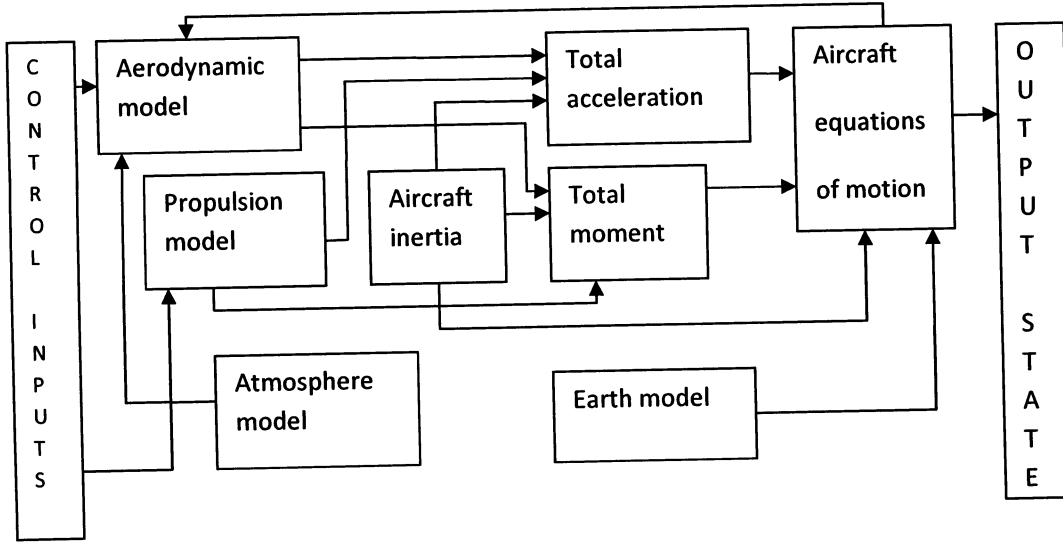 CONTROL INPUTS
Aerodynamic
model
Total
acceleration
Aircraft
equations
of motion
OUTPUT STATE
Propulsion
model
Aircraft
inertia
Total
moment
Atmosphere
model
Earth model